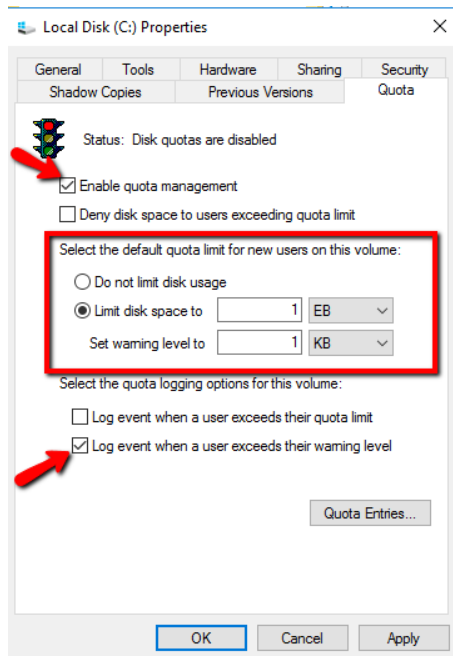 Local Disk (C:) Properties
General Tools Hardware Sharing Security
Shadow Copies Previous Versions Quota
Status: Disk quotas are disabled
Enable quota management
Deny disk space to users exceeding quota limit
Select the default quota limit for new users on this volume:
Do not limit disk usage
Limit disk space to 1 EB
Set warning level to 1 KB
Select the quota logging options for this volume:
Log event when a user exceeds their quota limit
Log event when a user exceeds their warning level
Quota Entries...
OK Cancel Apply